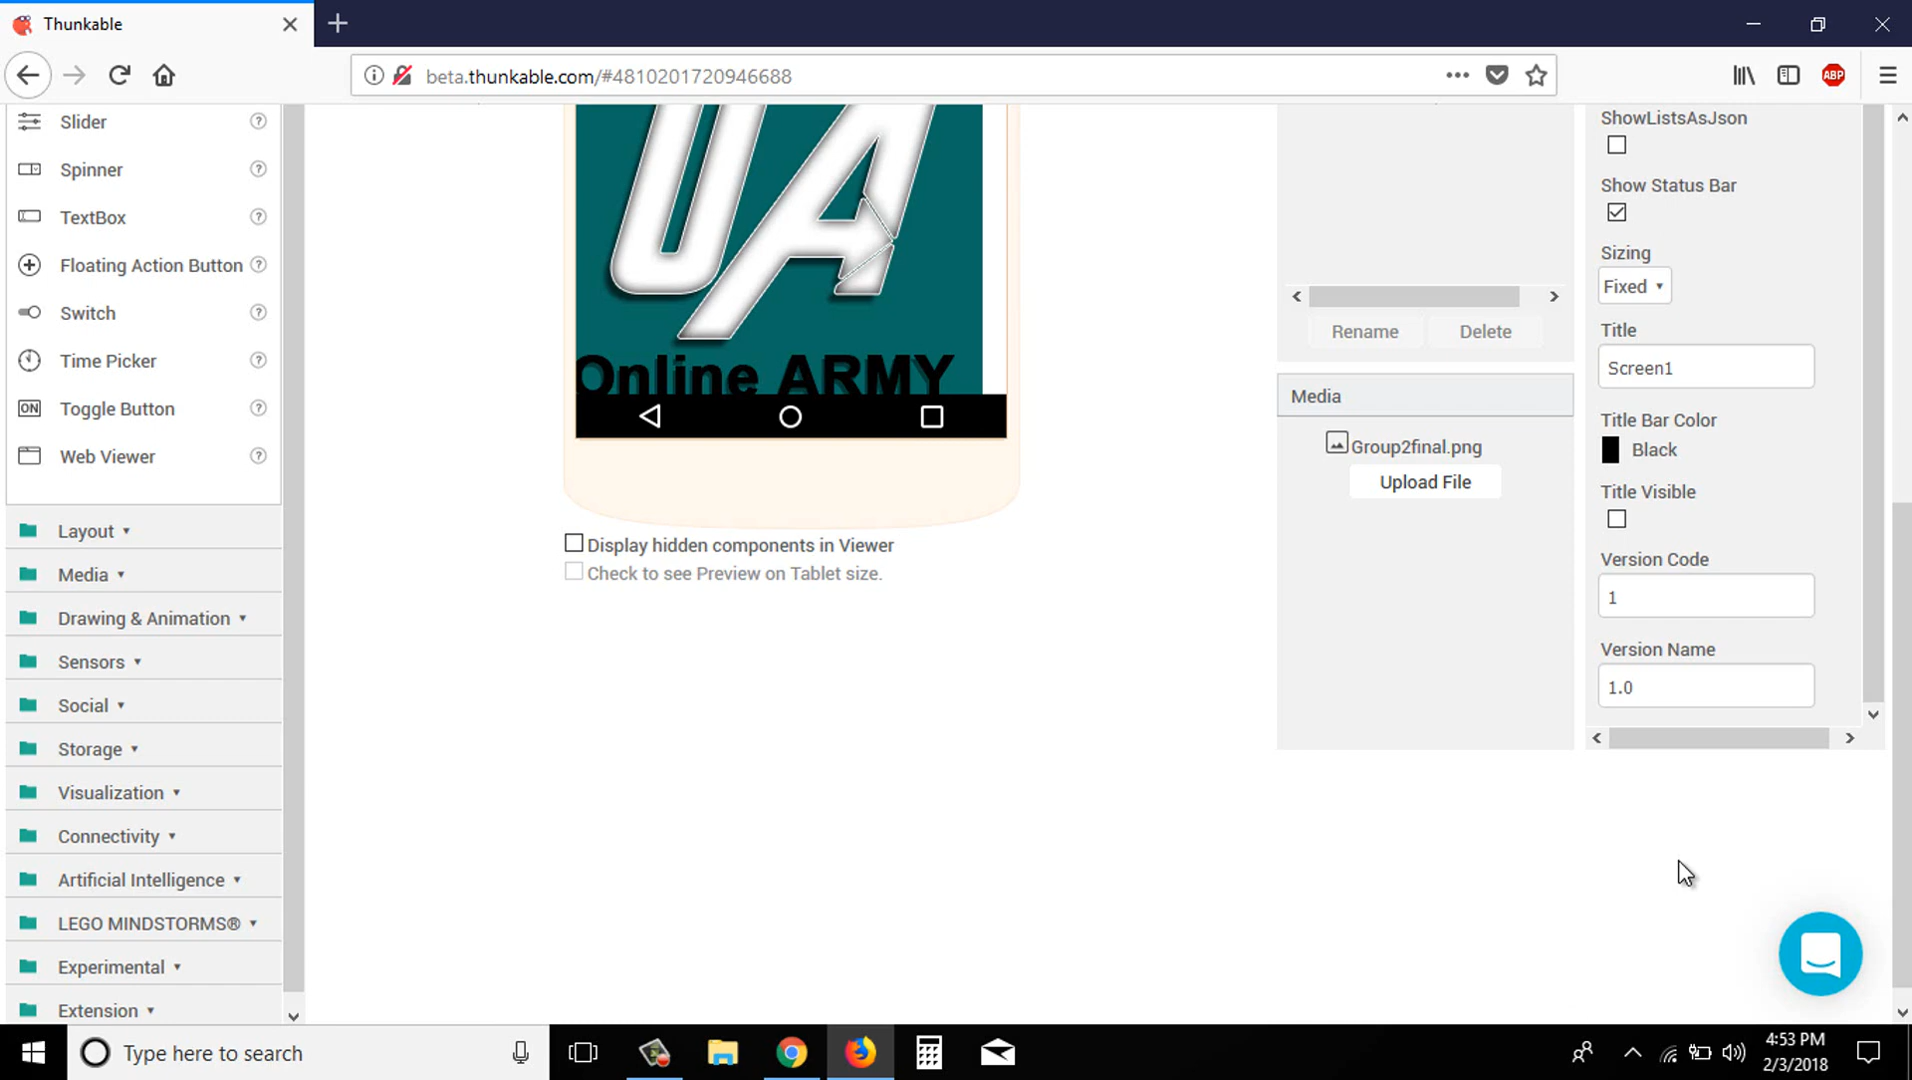 Thunkable
beta.thunkable.com/#4810201720946688
ABP
Slider
Spinner
TextBox
Floating Action Button
Switch
Time Picker
ON Toggle Button
Web Viewer
Layout
Media
Drawing & Animation
Sensors
Social
Storage
Visualization
Connectivity
Artificial Intelligence
LEGO MINDSTORMS®
Experimental
Extension
UA
Online ARMY
Display hidden components in Viewer
Check to see Preview on Tablet size.
Rename Delete
Media
Group2final.png
Upload File
ShowListsAsJson
Show Status Bar
Sizing
Fixed
Title
Screen1
Title Bar Color
Black
Title Visible
Version Code
1
Version Name
1.0
Type here to search
4:53 PM
2/3/2018